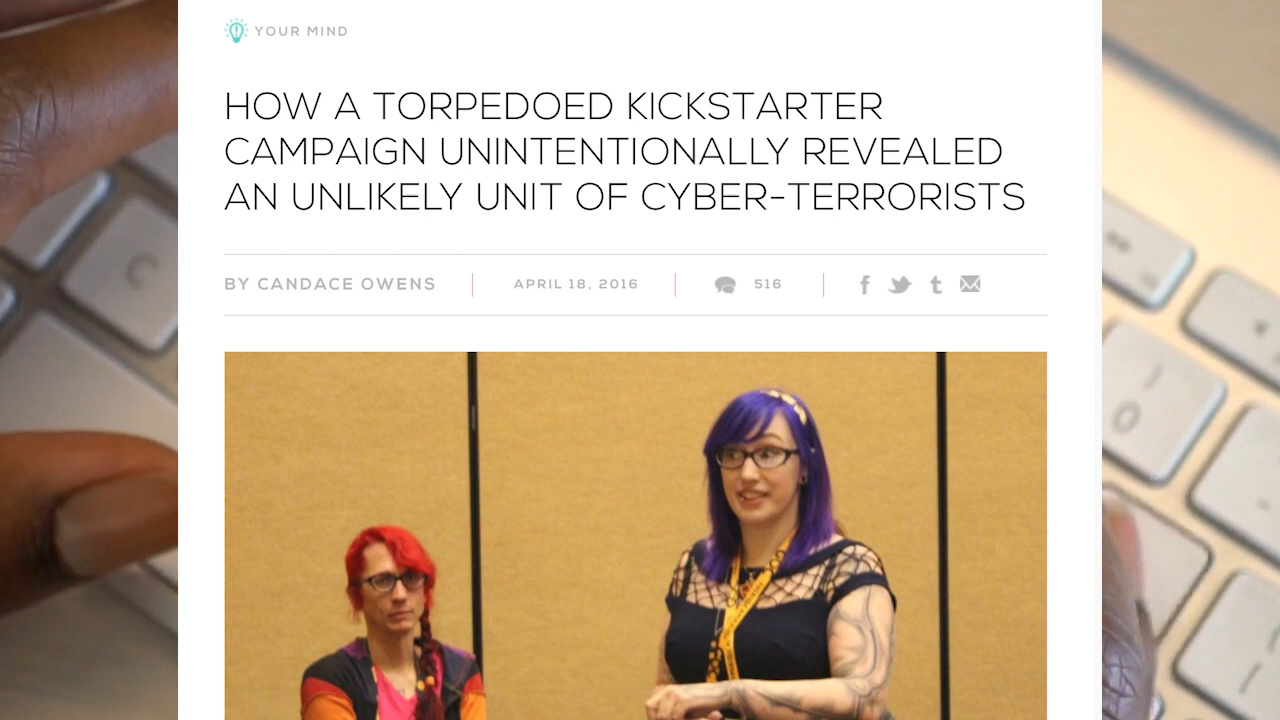 YOUR MIND
HOW A TORPEDOED KICKSTARTER
CAMPAIGN UNINTENTIONALLY REVEALED
AN UNLIKELY UNIT OF CYBER-TERRORISTS
BY CANDACE OWENS
APRIL 18, 2016
516